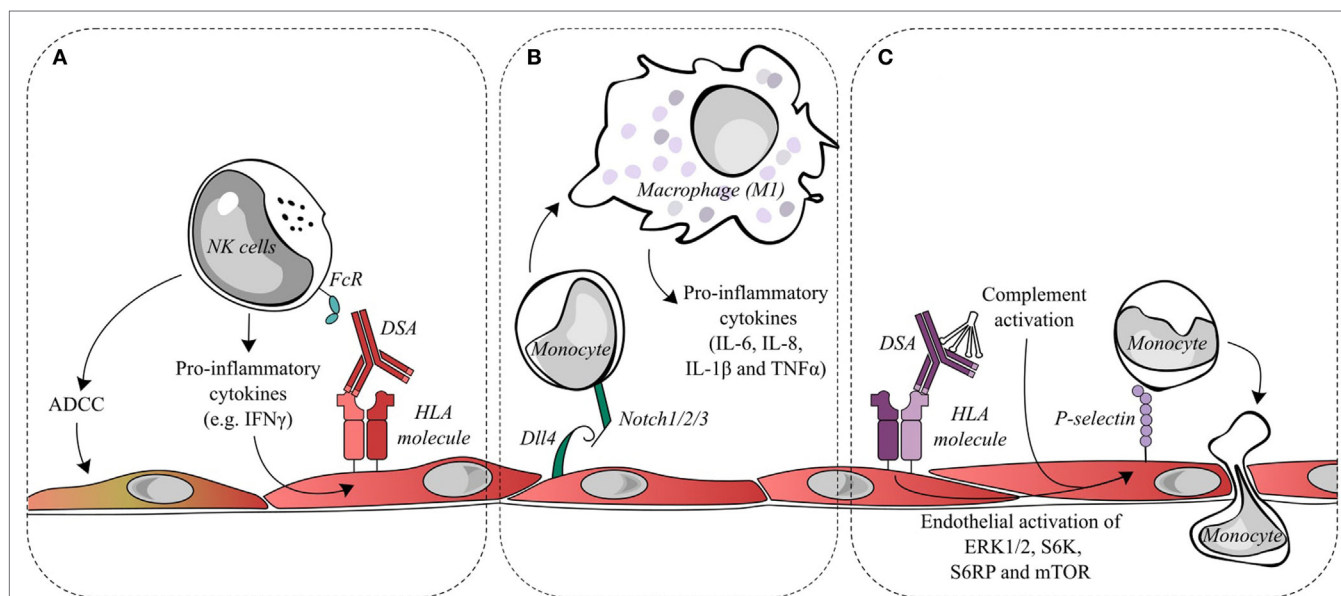 A
NK cells
FcR
DSA
Pro-inflammatory
cytokines
(e.g. IFNγ)
ADCC
HLA
molecule
B
Macrophage (M1)
Monocyte
Pro-inflammatory
cytokines
(IL-6, IL-8,
IL-1β and TNFα)
Notch1/2/3
Dll4
C
Complement
activation
DSA
Monocyte
HLA
molecule
P-selectin
Endothelial activation of
ERK1/2, S6K,
S6RP and mTOR
Monocyte